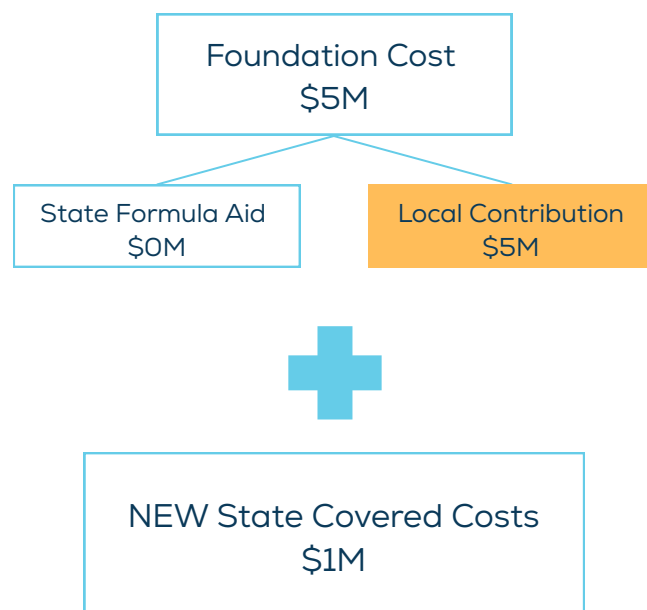 Foundation Cost
$5M
State Formula Aid
$0M
Local Contribution
$5M
NEW State Covered Costs
$1M